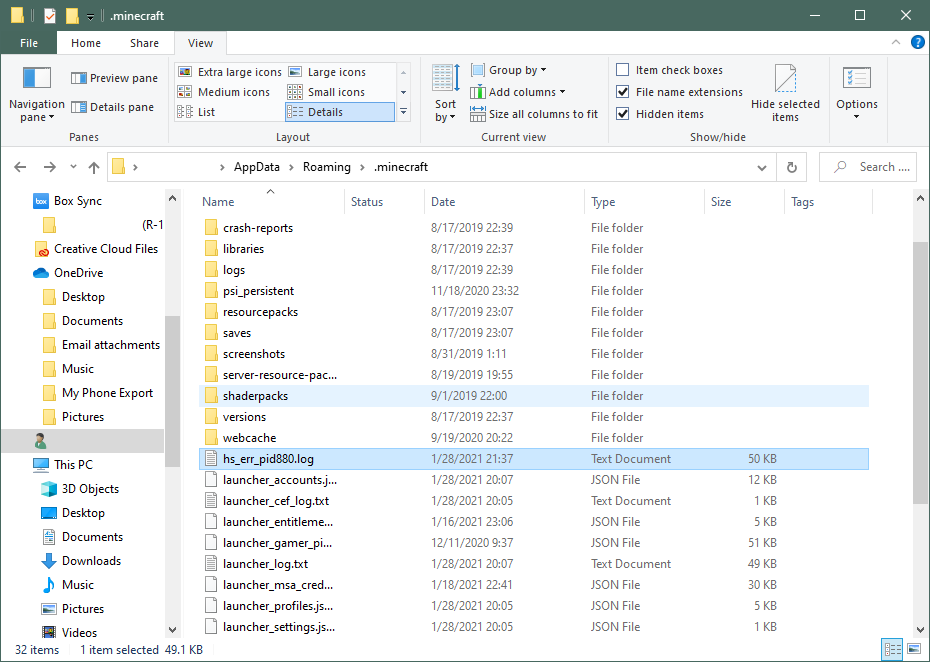 .minecraft
File Home Share View
Navigation pane
Preview pane
Details pane
Panes
Extra large icons Large icons
Medium icons Small icons
List Details
Layout
Sort by
Group by
Add columns
Size all columns to fit
Current view
Item check boxes
File name extensions
Hidden items
Hide selected items
Show/hide
Options
AppData > Roaming > .minecraft
Search ....
Box Sync
(R-1
Creative Cloud Files
OneDrive
Desktop
Documents
Email attachments
Music
My Phone Export
Pictures
This PC
3D Objects
Desktop
Documents
Downloads
Music
Pictures
Videos
Name Status Date Type Size Tags
crash-reports 8/17/2019 22:39 File folder
libraries 8/17/2019 22:37 File folder
logs 8/17/2019 22:39 File folder
psi_persistent 11/18/2020 23:32 File folder
resourcepacks 8/17/2019 23:07 File folder
saves 8/17/2019 23:07 File folder
screenshots 8/31/2019 1:11 File folder
server-resource-pac... 8/19/2019 19:55 File folder
shaderpacks 9/1/2019 22:00 File folder
versions 8/17/2019 22:37 File folder
webcache 9/19/2020 20:22 File folder
hs_err_pid880.log 1/28/2021 21:37 Text Document 50 KB
launcher_accounts.j... 1/28/2021 20:07 JSON File 12 KB
launcher_cef_log.txt 1/28/2021 20:05 Text Document 1 KB
launcher_entitleme... 1/16/2021 23:06 JSON File 5 KB
launcher_gamer_pi... 12/11/2020 9:37 JSON File 51 KB
launcher_log.txt 1/28/2021 20:07 Text Document 49 KB
launcher_msa_cred... 1/18/2021 22:41 JSON File 30 KB
launcher_profiles.js... 1/28/2021 20:05 JSON File 5 KB
launcher_settings.js... 1/28/2021 20:05 JSON File 1 KB
32 items 1 item selected 49.1 KB